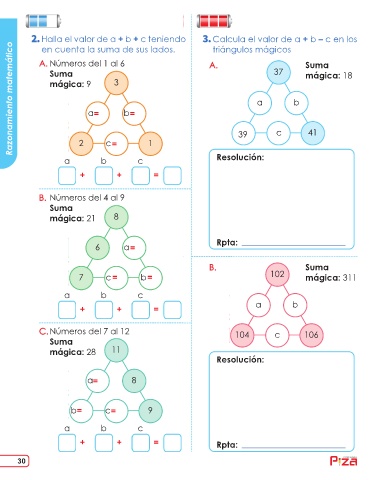 Razonamiento matemático
2. Halla el valor de a + b + c teniendo
en cuenta la suma de sus lados.
A. Números del 1 al 6
Suma
mágica: 9
3
a= b=
2 c= 1
a b c
+ + =
B. Números del 4 al 9
Suma
mágica: 21
8
6 a=
7 c= b=
a b c
+ + =
C. Números del 7 al 12
Suma
mágica: 28
11
a= 8
b= c= 9
a b c
+ + =
30
3. Calcula el valor de a + b – c en los
triángulos mágicos
A.
Suma
mágica: 18
37
a b
39 c 41
Resolución:
Rpta:
B.
Suma
mágica: 311
102
a b
104 c 106
Resolución:
Rpta:
Piza